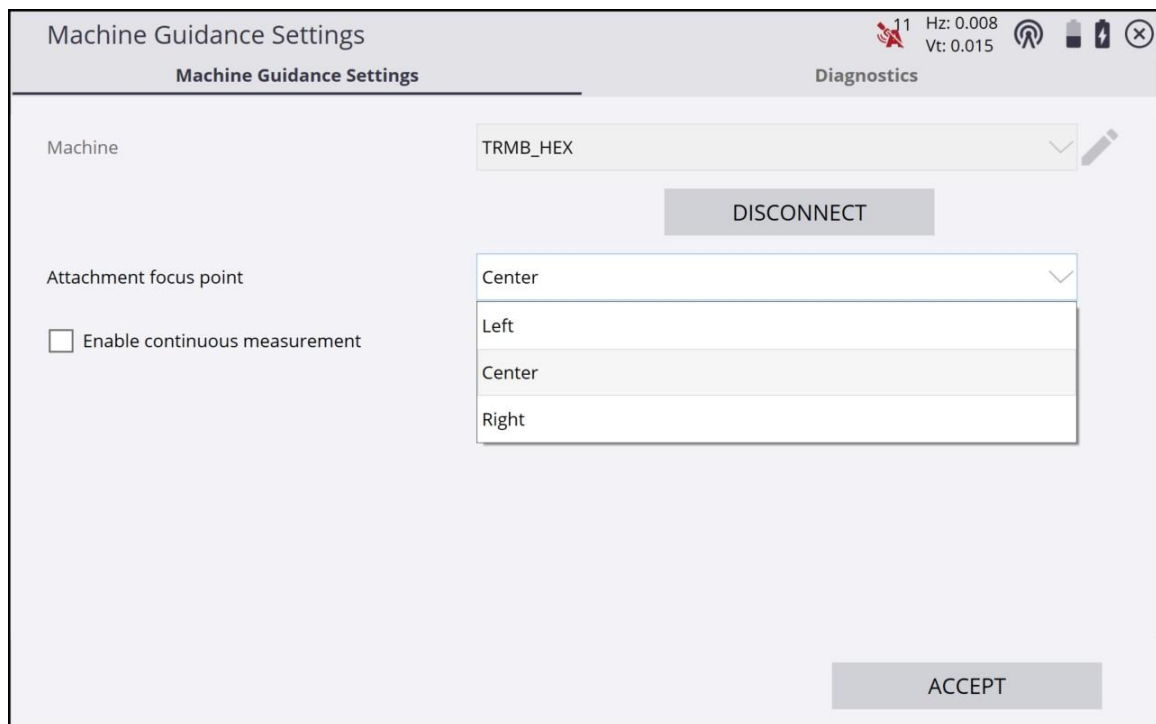 Machine Guidance Settings
11
Hz: 0.008
Vt: 0.015
Machine Guidance Settings
Diagnostics
Machine
TRMB_HEX
DISCONNECT
Attachment focus point
Center
Left
Enable continuous measurement
Center
Right
ACCEPT